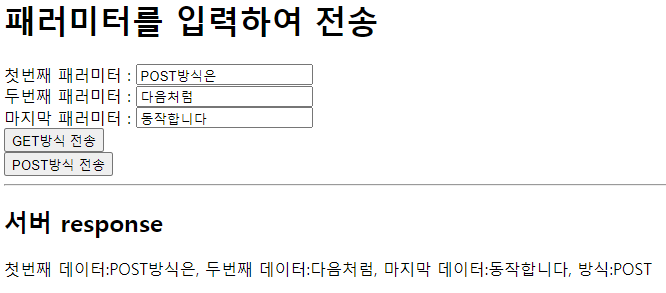 패러미터를 입력하여 전송
첫번째 패러미터 : POST방식은
두번째 패러미터 : 다음처럼
마지막 패러미터 : 동작합니다
GET방식 전송
POST방식 전송
서버 response
첫번째 데이터:POST방식은, 두번째 데이터:다음처럼, 마지막 데이터:동작합니다, 방식:POST